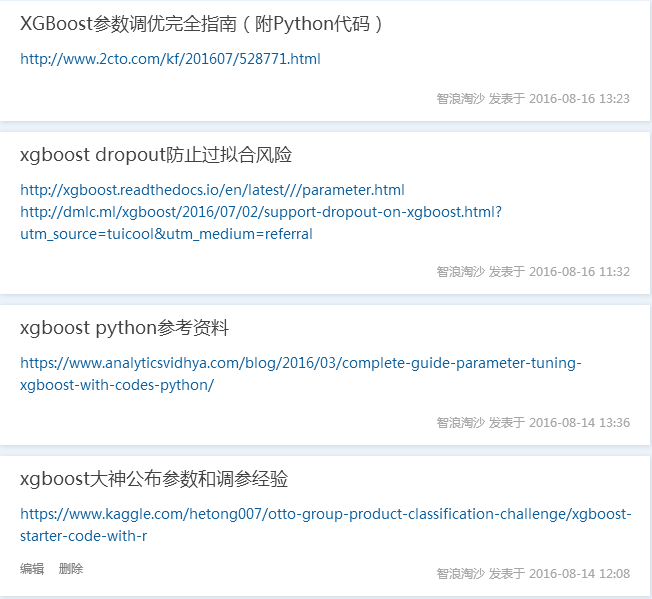 XGBoost参数调优完全指南（附Python代码）
http://www.2cto.com/kf/201607/528771.html
智浪淘沙 发表于 2016-08-16 13:23
xgboost dropout防止过拟合风险
http://xgboost.readthedocs.io/en/latest///parameter.html
http://dmlc.ml/xgboost/2016/07/02/support-dropout-on-xgboost.html?
utm_source=tuicool&utm_medium=referral
智浪淘沙 发表于 2016-08-16 11:32
xgboost python参考资料
https://www.analyticsvidhya.com/blog/2016/03/complete-guide-parameter-tuning-
xgboost-with-codes-python/
智浪淘沙 发表于 2016-08-14 13:36
xgboost大神公布参数和调参经验
https://www.kaggle.com/hetong007/otto-group-product-classification-challenge/xgboost-
starter-code-with-r
编辑 删除
智浪淘沙 发表于 2016-08-14 12:08